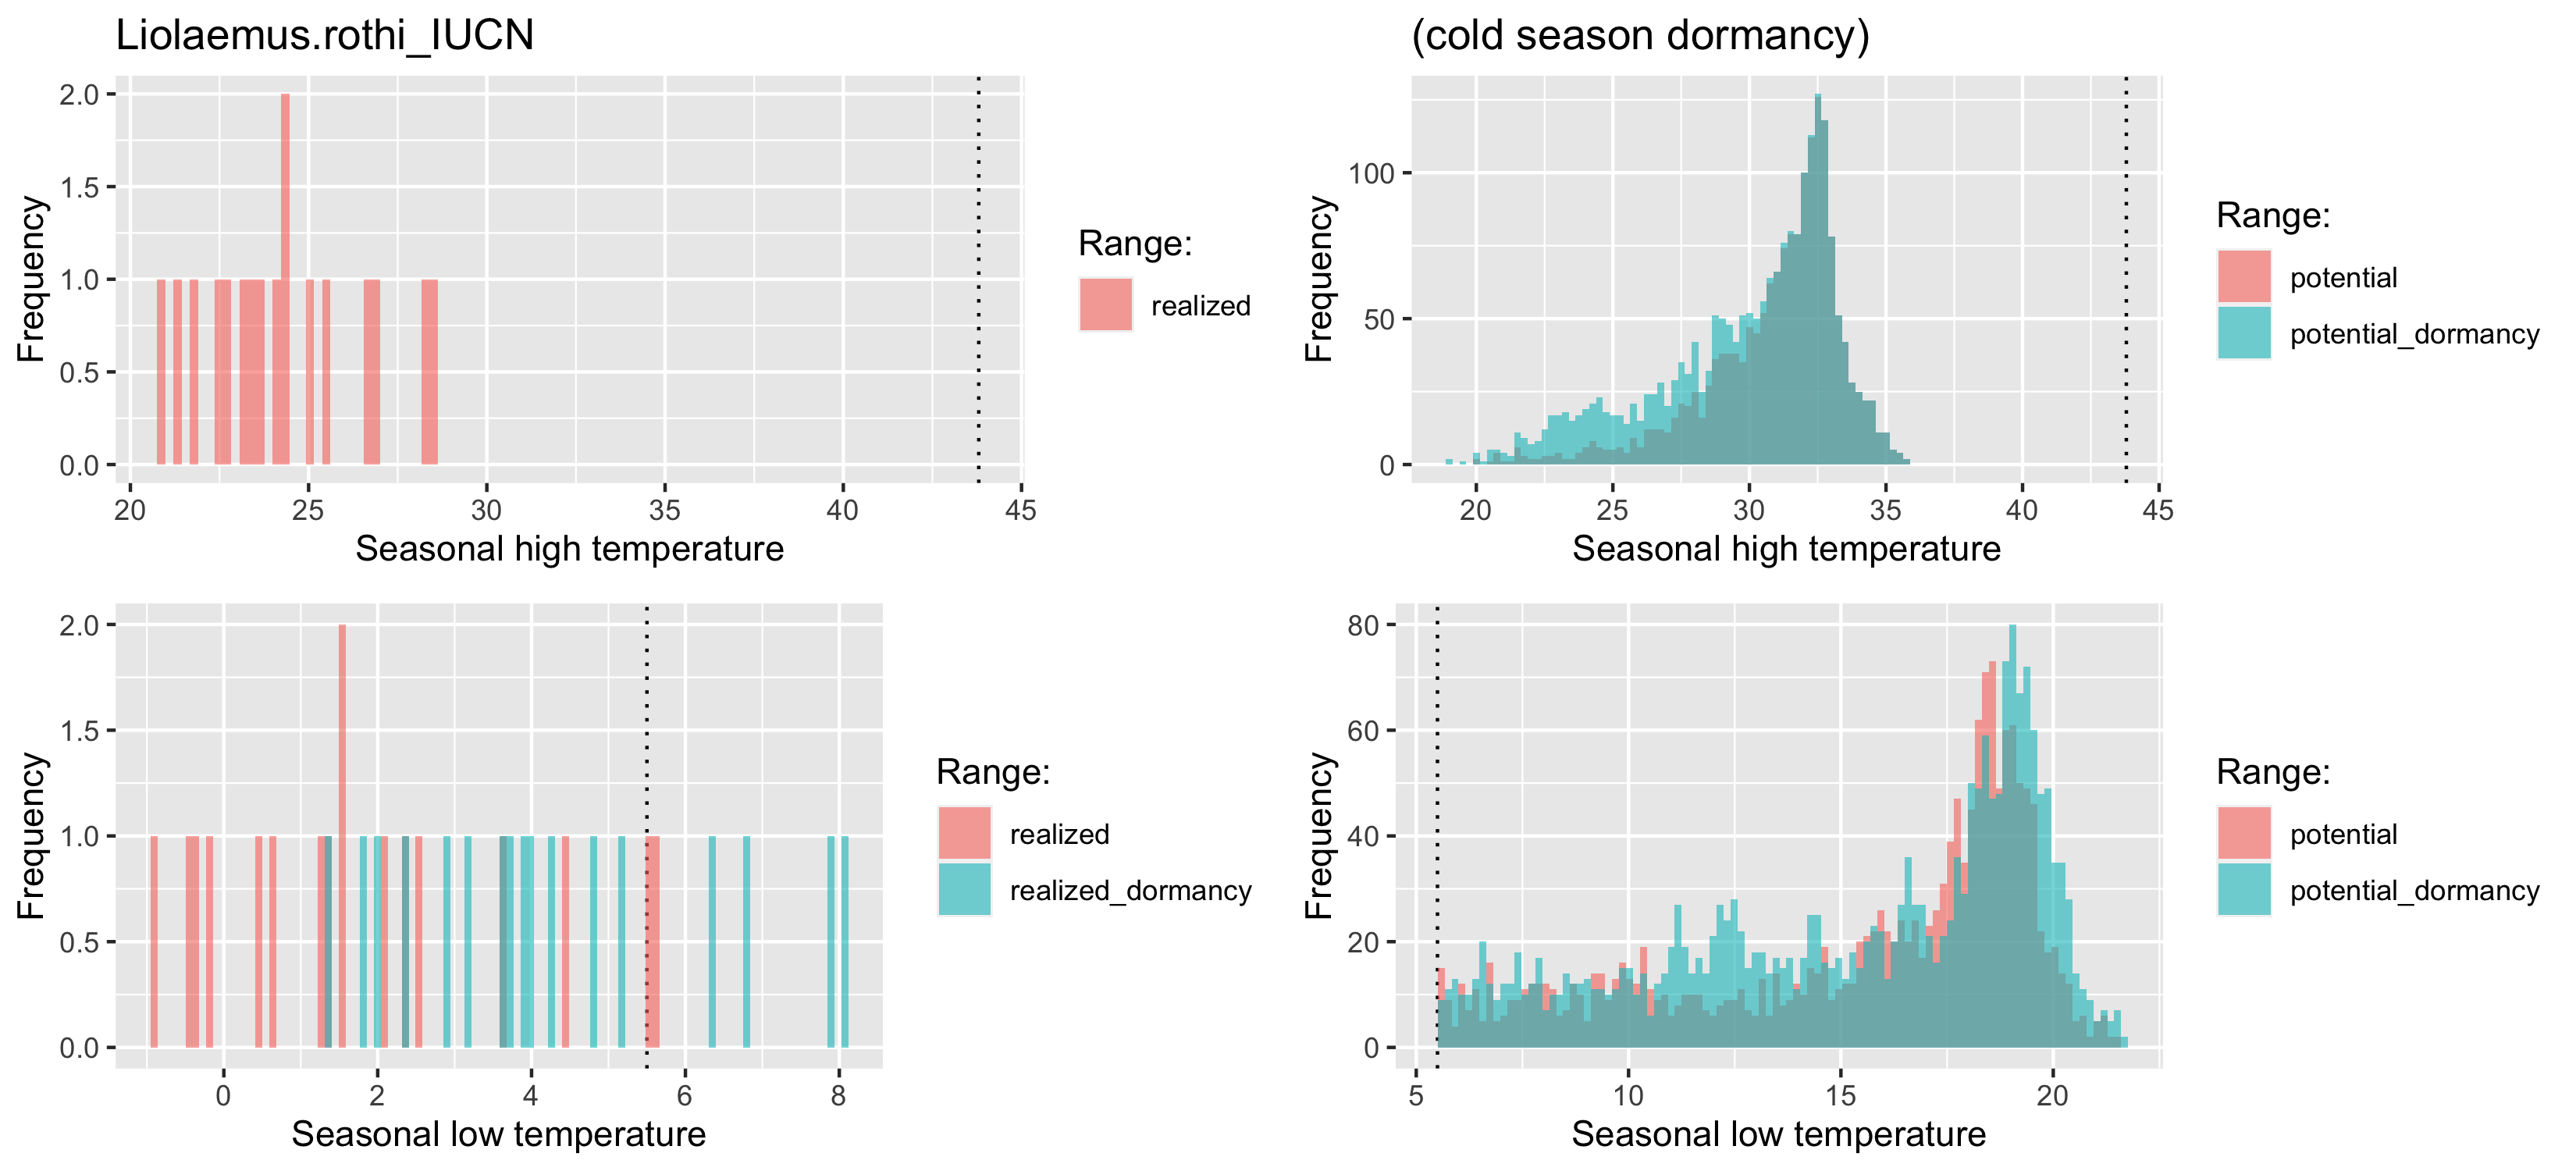 Liolaemus.rothi_IUCN
(cold season dormancy)
2.0
1.5
1.0
0.5
0.0
Frequency
20 25 30 35 40 45
Seasonal high temperature
Range:
realized
100
50
0
Frequency
20 25 30 35 40 45
Seasonal high temperature
Range:
potential
potential_dormancy
2.0
1.5
1.0
0.5
0.0
Frequency
0 2 4 6 8
Seasonal low temperature
Range:
realized
realized_dormancy
80
60
40
20
0
Frequency
5 10 15 20
Seasonal low temperature
Range:
potential
potential_dormancy